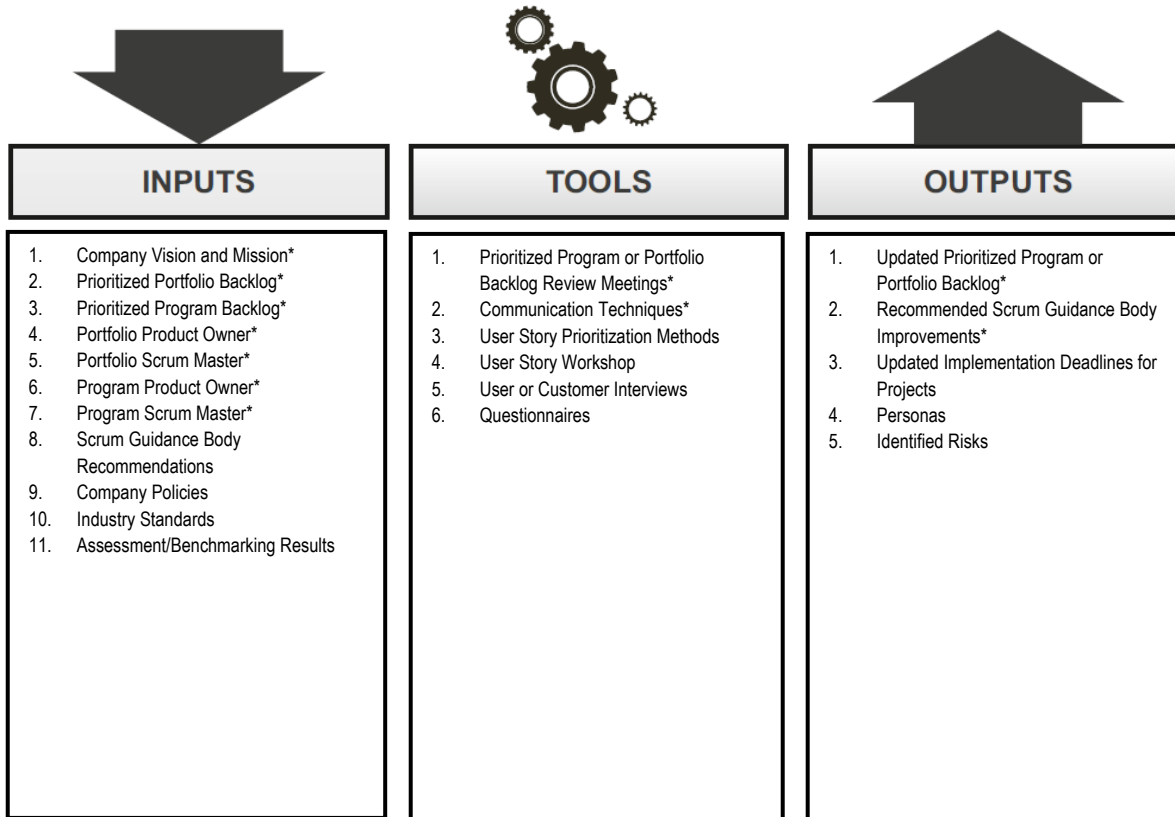 INPUTS
1. Company Vision and Mission*
2. Prioritized Portfolio Backlog*
3. Prioritized Program Backlog*
4. Portfolio Product Owner*
5. Portfolio Scrum Master*
6. Program Product Owner*
7. Program Scrum Master*
8. Scrum Guidance Body
Recommendations
9. Company Policies
10. Industry Standards
11. Assessment/Benchmarking Results
TOOLS
1. Prioritized Program or Portfolio
Backlog Review Meetings*
2. Communication Techniques*
3. User Story Prioritization Methods
4. User Story Workshop
5. User or Customer Interviews
6. Questionnaires
OUTPUTS
1. Updated Prioritized Program or
Portfolio Backlog*
2. Recommended Scrum Guidance Body
Improvements*
3. Updated Implementation Deadlines for
Projects
4. Personas
5. Identified Risks